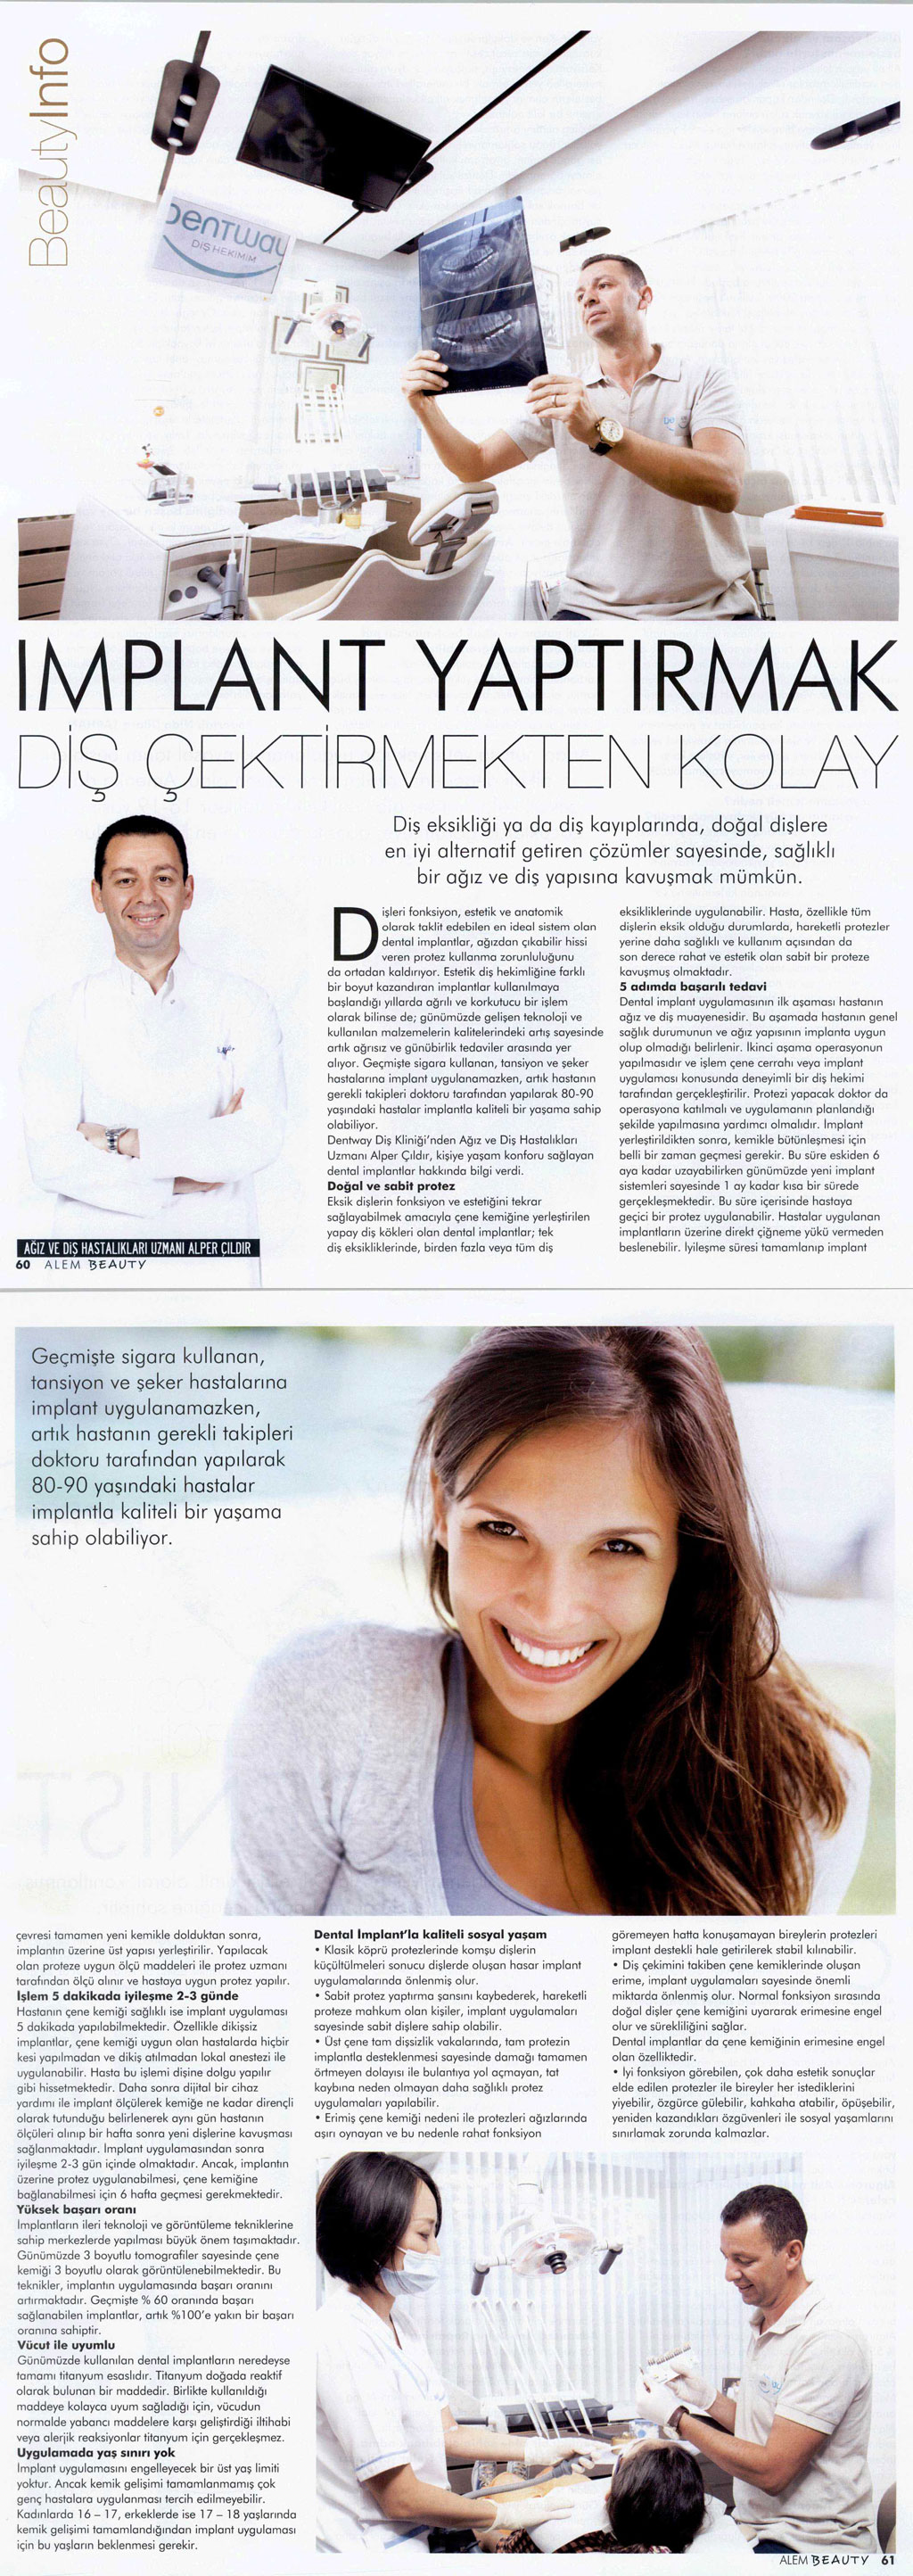 BeautyInfo
DENTWAY
DİŞ HEKİMİM
IMPLANT YAPTIRMAK
DİŞ ÇEKTİRMEKTEN KOLAY
Diş eksikliği ya da diş kayıplarında, doğal dişlere
en iyi alternatif getiren çözümler sayesinde, sağlıklı
bir ağız ve diş yapısına kavuşmak mümkün.
Dişleri fonksiyon, estetik ve anatomik
olarak taklit edebilen en ideal sistem olan
dental implantlar, ağızdan çıkabilir hissi
veren protez kullanma zorunluluğunu
da ortadan kaldırıyor. Estetik diş hekimliğine farklı
bir boyut kazandıran implantlar kullanılmaya
başlandığı yıllarda ağrılı ve korkutucu bir işlem
olarak bilinse de; günümüzde gelişen teknoloji ve
kullanılan malzemelerin kalitelerindeki artış sayesinde
artık ağrısız ve günübirlik tedaviler arasında yer
alıyor. Geçmişte sigara kullanan, tansiyon ve şeker
hastalarına implant uygulanamazken, artık hastanın
gerekli takipleri doktoru tarafından yapılarak 80-90
yaşındaki hastalar implantla kaliteli bir yaşama sahip
olabiliyor.
Dentway Diş Kliniği'nden Ağız ve Diş Hastalıkları
Uzmanı Alper Çıldır, kişiye yaşam konforu sağlayan
dental implantlar hakkında bilgi verdi.
Doğal ve sabit protez
Eksik dişlerin fonksiyon ve estetiğini tekrar
sağlayabilmek amacıyla çene kemiğine yerleştirilen
yapay diş kökleri olan dental implantlar; tek
diş eksikliklerinde, birden fazla veya tüm diş
eksikliklerinde uygulanabilir. Hasta, özellikle tüm
dişlerin eksik olduğu durumlarda, hareketli protezler
yerine daha sağlıklı ve kullanım açısından da
son derece rahat ve estetik olan sabit bir proteze
kavuşmuş olmaktadır.
5 adımda başarılı tedavi
Dental implant uygulamasının ilk aşaması hastanın
ağız ve diş muayenesidir. Bu aşamada hastanın genel
sağlık durumunun ve ağız yapısının implanta uygun
olup olmadığı belirlenir. İkinci aşama operasyonun
yapılmasıdır ve işlem çene cerrahı veya implant
uygulaması konusunda deneyimli bir diş hekimi
tarafından gerçekleştirilir. Protezi yapacak doktor da
operasyona katılmalı ve uygulamanın planlandığı
şekilde yapılmasına yardımcı olmalıdır. İmplant
yerleştirildikten sonra, kemikle bütünleşmesi için
belli bir zaman geçmesi gerekir. Bu süre eskiden 6
aya kadar uzayabilirken günümüzde yeni implant
sistemleri sayesinde 1 ay kadar kısa bir sürede
gerçekleşmektedir. Bu süre içerisinde hastaya
geçici bir protez uygulanabilir. Hastalar uygulanan
implantların üzerine direkt çiğneme yükü vermeden
beslenebilir. İyileşme süresi tamamlanıp implant
AĞIZ VE DİŞ HASTALIKLARI UZMANI ALPER ÇILDIR
60 ALEM BEAUTY
Geçmişte sigara kullanan,
tansiyon ve şeker hastalarına
implant uygulanamazken,
artık hastanın gerekli takipleri
doktoru tarafından yapılarak
80-90 yaşındaki hastalar
implantla kaliteli bir yaşama
sahip olabiliyor.
çevresi tamamen yeni kemikle dolduktan sonra,
implantın üzerine üst yapısı yerleştirilir. Yapılacak
olan proteze uygun ölçü maddeleri ile protez uzmanı
tarafından ölçü alınır ve hastaya uygun protez yapılır.
İşlem 5 dakikada iyileşme 2-3 günde
Hastanın çene kemiği sağlıklı ise implant uygulaması
5 dakikada yapılabilmektedir. Özellikle dikişsiz
implantlar, çene kemiği uygun olan hastalarda hiçbir
kesi yapılmadan ve dikiş atılmadan lokal anestezi ile
uygulanabilir. Hasta bu işlemi dişine dolgu yapılır
gibi hissetmektedir. Daha sonra dijital bir cihaz
yardımı ile implant ölçülerek kemiğe ne kadar dirençli
olarak tutunduğu belirlenerek aynı gün hastanın
ölçüleri alınıp bir hafta sonra yeni dişlerine kavuşması
sağlanmaktadır. İmplant uygulamasından sonra
iyileşme 2-3 gün içinde olmaktadır. Ancak, implantın
üzerine protez uygulanabilmesi, çene kemiğine
bağlanabilmesi için 6 hafta geçmesi gerekmektedir.
Yüksek başarı oranı
İmplantların ileri teknoloji ve görüntüleme tekniklerine
sahip merkezlerde yapılması büyük önem taşımaktadır.
Günümüzde 3 boyutlu tomografiler sayesinde çene
kemiği 3 boyutlu olarak görüntülenebilmektedir. Bu
teknikler, implantın uygulamasında başarı oranını
artırmaktadır. Geçmişte % 60 oranında başarı
sağlanabilen implantlar, artık %100'e yakın bir başarı
oranına sahiptir.
Vücut ile uyumlu
Günümüzde kullanılan dental implantların neredeyse
tamamı titanyum esaslıdır. Titanyum doğada reaktif
olarak bulunan bir maddedir. Birlikte kullanıldığı
maddeye kolayca uyum sağladığı için, vücudun
normalde yabancı maddelere karşı geliştirdiği iltihabi
veya alerjik reaksiyonlar titanyum için gerçekleşmez.
Uygulamada yaş sınırı yok
İmplant uygulamasını engelleyecek bir üst yaş limiti
yoktur. Ancak kemik gelişimi tamamlanmamış çok
genç hastalara uygulanması tercih edilmeyebilir.
Kadınlarda 16 – 17, erkeklerde ise 17 – 18 yaşlarında
kemik gelişimi tamamlandığından implant uygulaması
için bu yaşların beklenmesi gerekir.
Dental İmplant'la kaliteli sosyal yaşam
• Klasik köprü protezlerinde komşu dişlerin
küçültülmeleri sonucu dişlerde oluşan hasar implant
uygulamalarında önlenmiş olur.
• Sabit protez yaptırma şansını kaybederek, hareketli
proteze mahkum olan kişiler, implant uygulamaları
sayesinde sabit dişlere sahip olabilir.
• Üst çene tam dişsizlik vakalarında, tam protezin
implantla desteklenmesi sayesinde damağı tamamen
örtmeyen dolayısı ile bulantıya yol açmayan, tat
kaybına neden olmayan daha sağlıklı protez
uygulamaları yapılabilir.
• Erimiş çene kemiği nedeni ile protezleri ağızlarında
aşırı oynayan ve bu nedenle rahat fonksiyon
göremeyen hatta konuşamayan bireylerin protezleri
implant destekli hale getirilerek stabil kılınabilir.
• Diş çekimini takiben çene kemiklerinde oluşan
erime, implant uygulamaları sayesinde önemli
miktarda önlenmiş olur. Normal fonksiyon sırasında
doğal dişler çene kemiğini uyararak erimesine engel
olur ve sürekliliğini sağlar.
Dental implantlar da çene kemiğinin erimesine engel
olan özelliktedir.
• İyi fonksiyon görebilen, çok daha estetik sonuçlar
elde edilen protezler ile bireyler her istediklerini
yiyebilir, özgürce gülebilir, kahkaha atabilir, öpüşebilir,
yeniden kazandıkları özgüvenleri ile sosyal yaşamlarını
sınırlamak zorunda kalmazlar.
ALEM BEAUTY 61